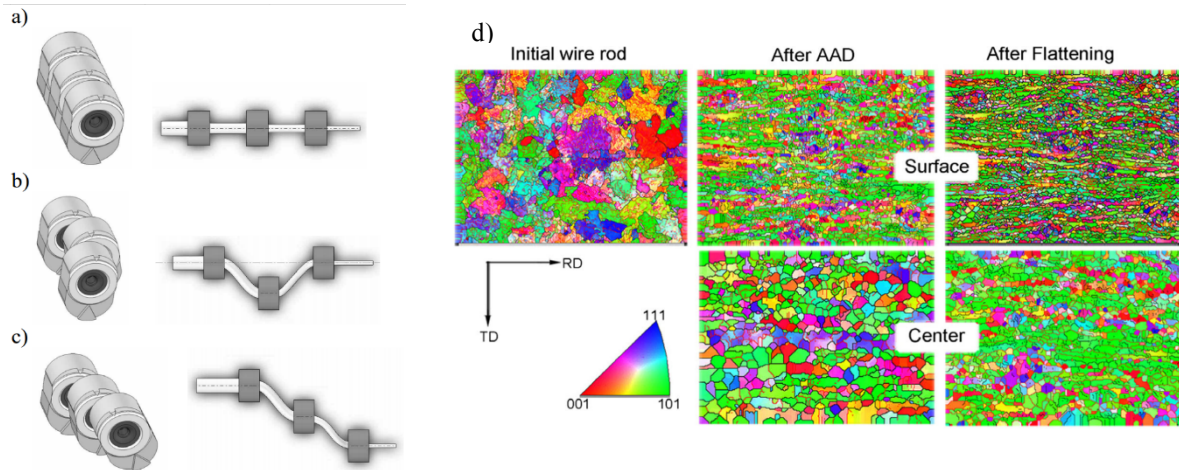 a)
b)
c)
d)
Initial wire rod
After AAD
After Flattening
Surface
RD
TD
111
001
101
Center